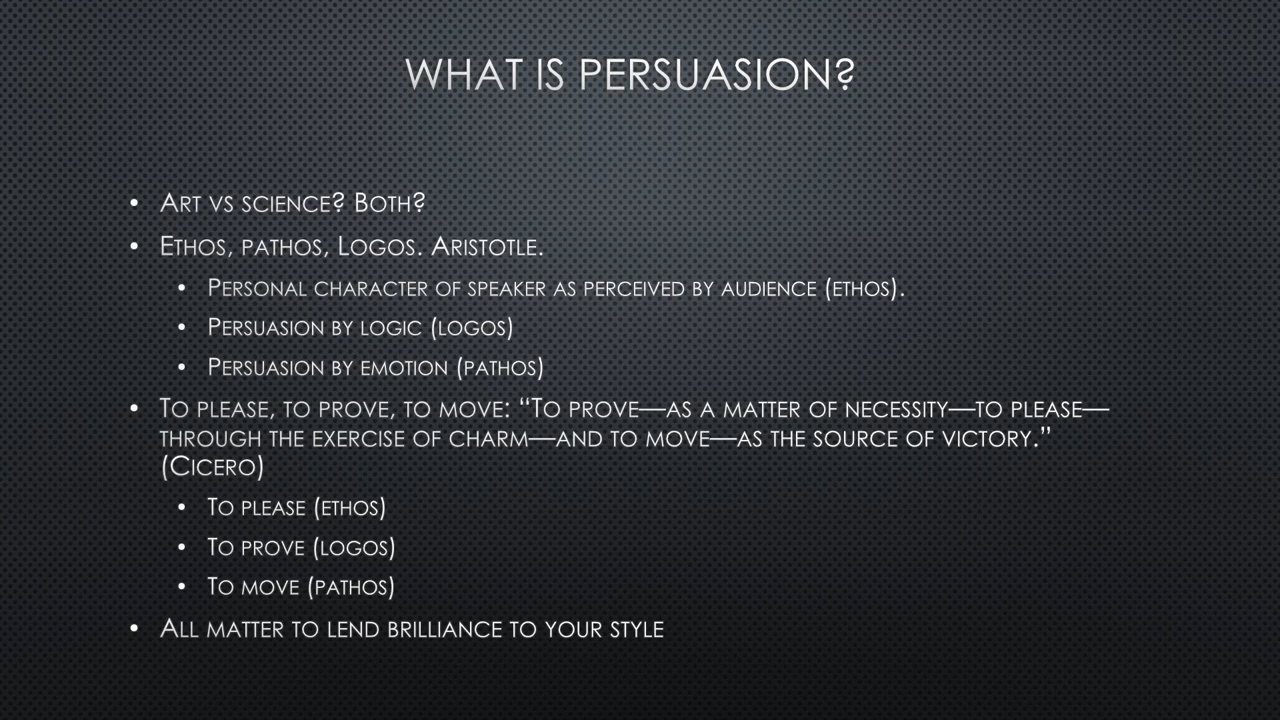 WHAT IS PERSUASION?
• ART VS SCIENCE? BOTH?
• ETHOS, PATHOS, LOGOS. ARISTOTLE.
• PERSONAL CHARACTER OF SPEAKER AS PERCEIVED BY AUDIENCE (ETHOS).
• PERSUASION BY LOGIC (LOGOS)
• PERSUASION BY EMOTION (PATHOS)
• TO PLEASE, TO PROVE, TO MOVE: “TO PROVE—AS A MATTER OF NECESSITY—TO PLEASE—
THROUGH THE EXERCISE OF CHARM—AND TO MOVE—AS THE SOURCE OF VICTORY.”
(CICERO)
• TO PLEASE (ETHOS)
• TO PROVE (LOGOS)
• TO MOVE (PATHOS)
• ALL MATTER TO LEND BRILLIANCE TO YOUR STYLE